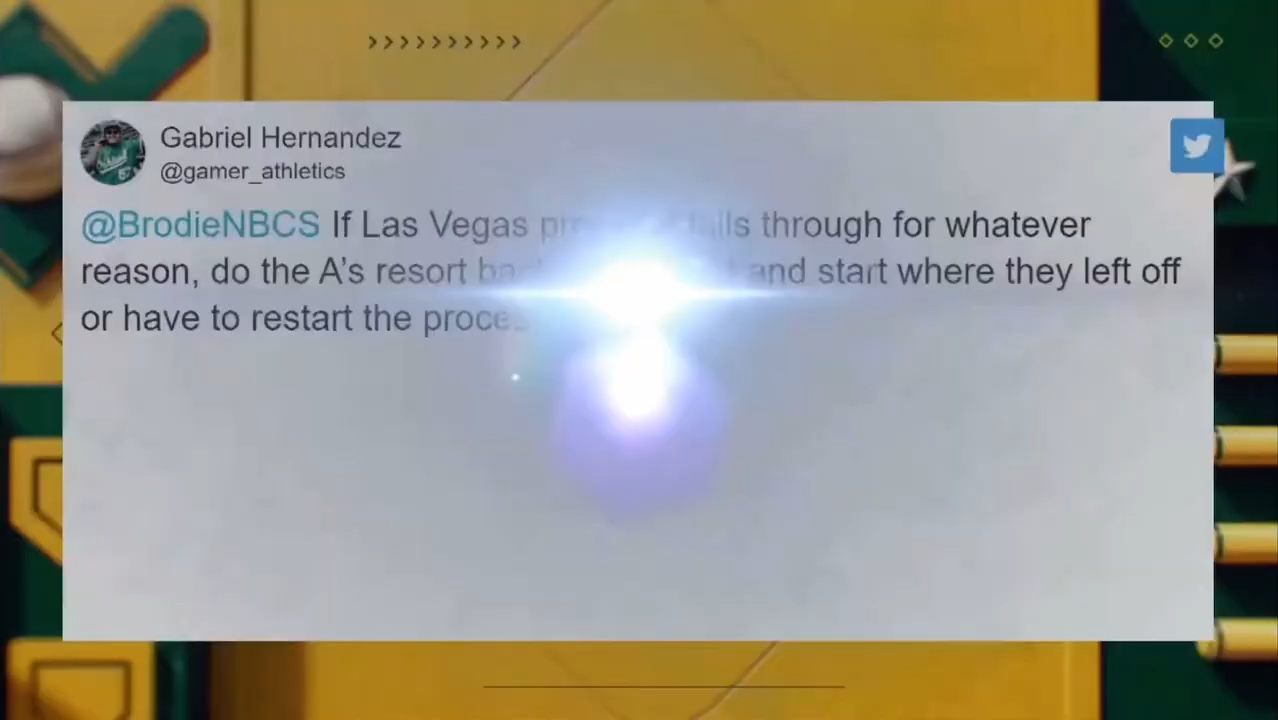 Gabriel Hernandez
@gamer_athletics
@BrodieNBCS If Las Vegas through for whatever
reason, do the A's resort and start where they left off
or have to restart the